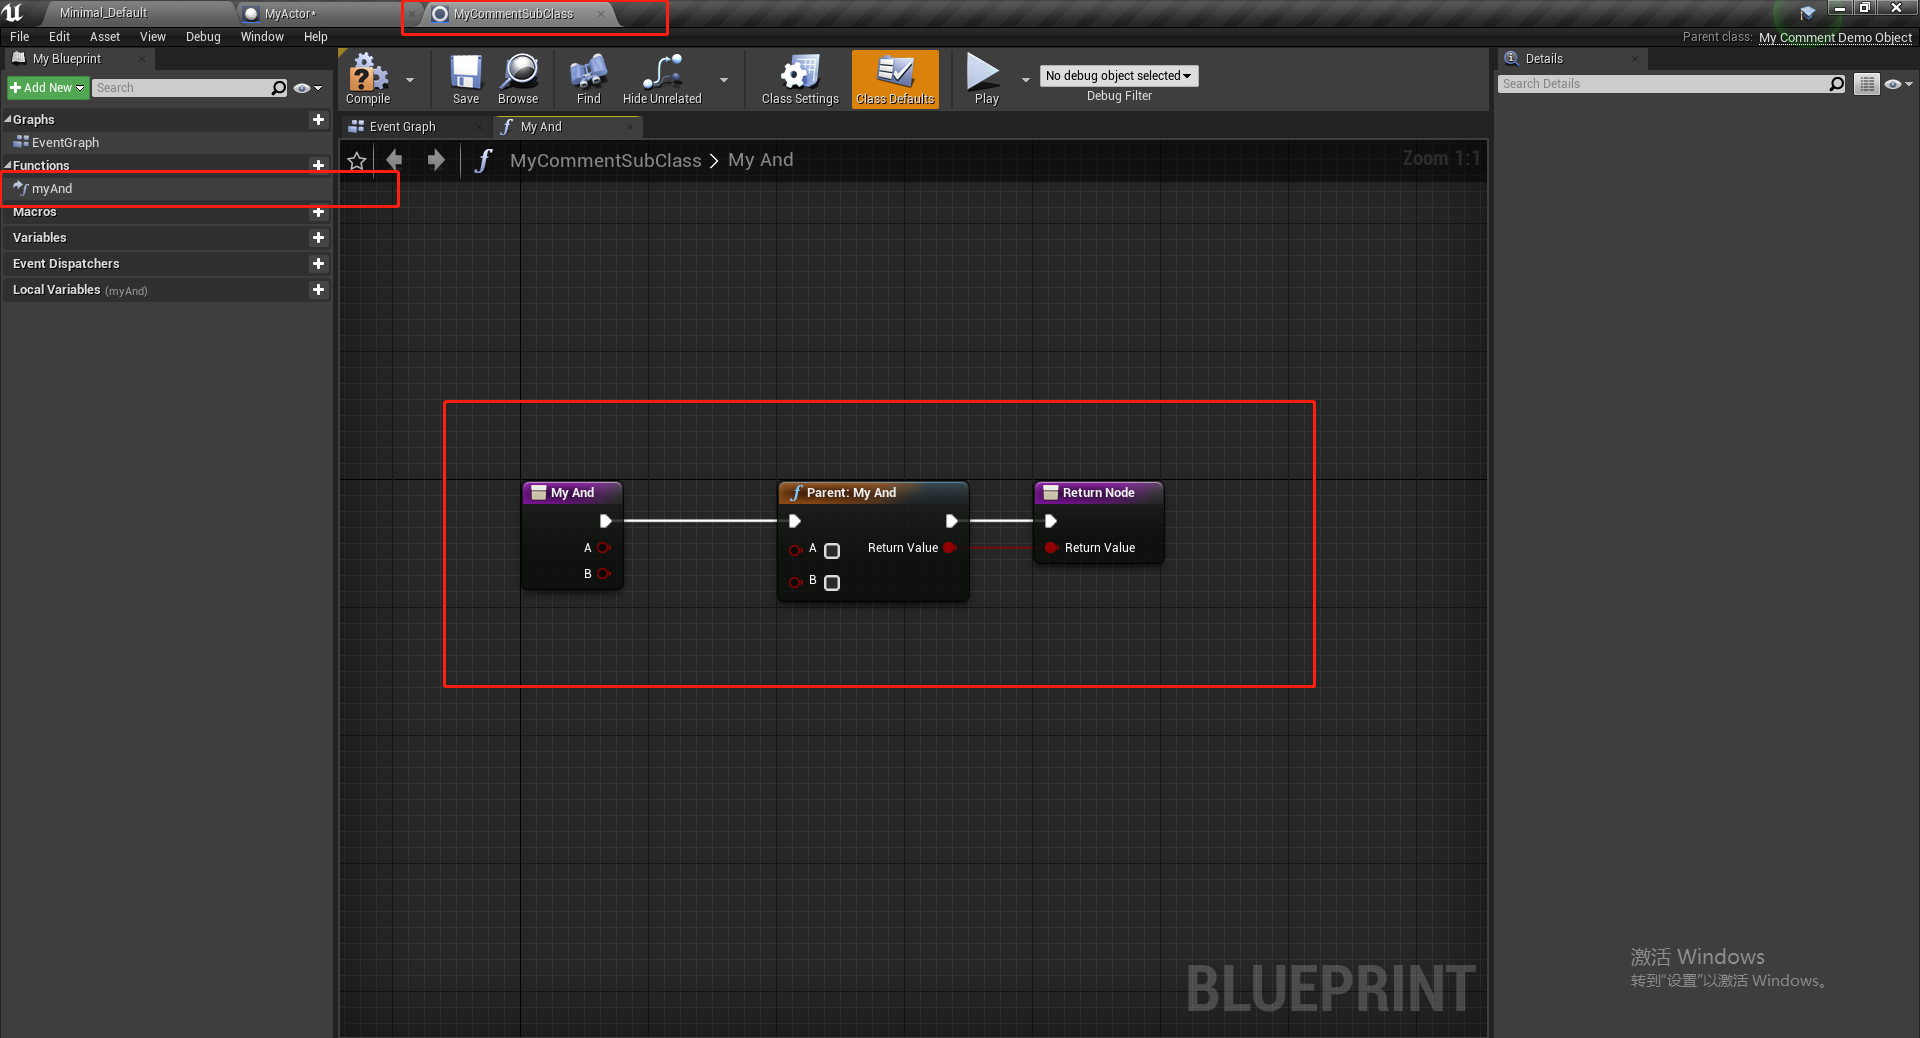 Minimal_Default
MyActor*
MyCommentSubClass
File Edit Asset View Debug Window Help
Parent class: My Comment Demo Object
My Blueprint
Add New
Search
Graphs
EventGraph
Functions
myAnd
Macros
Variables
Event Dispatchers
Local Variables (myAnd)
Compile
Save
Browse
Find
Hide Unrelated
Class Settings
Class Defaults
Play
No debug object selected
Debug Filter
Event Graph
My And
MyCommentSubClass > My And
Zoom 1:1
My And
A
B
Parent: My And
A
Return Value
B
Return Node
Return Value
BLUEPRINT
Details
Search Details
激活 Windows
转到“设置”以激活 Windows。